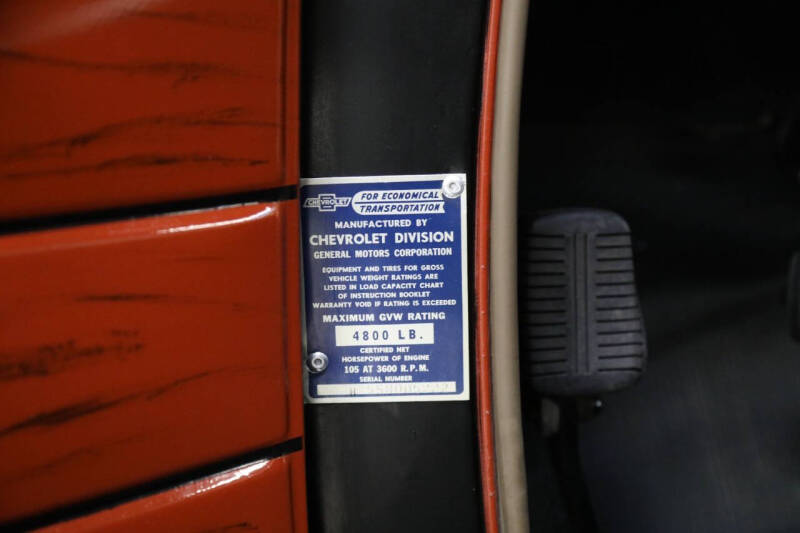 CHEVROLET
FOR ECONOMICAL
TRANSPORTATION
MANUFACTURED BY
CHEVROLET DIVISION
GENERAL MOTORS CORPORATION
EQUIPMENT AND TIRES FOR GROSS
VEHICLE WEIGHT RATINGS ARE
LISTED IN LOAD CAPACITY CHART
OF INSTRUCTION BOOKLET
WARRANTY VOID IF RATING IS EXCEEDED
MAXIMUM GVW RATING
4800 LB.
CERTIFIED NET
HORSEPOWER OF ENGINE
105 AT 3600 R.P.M.
SERIAL NUMBER